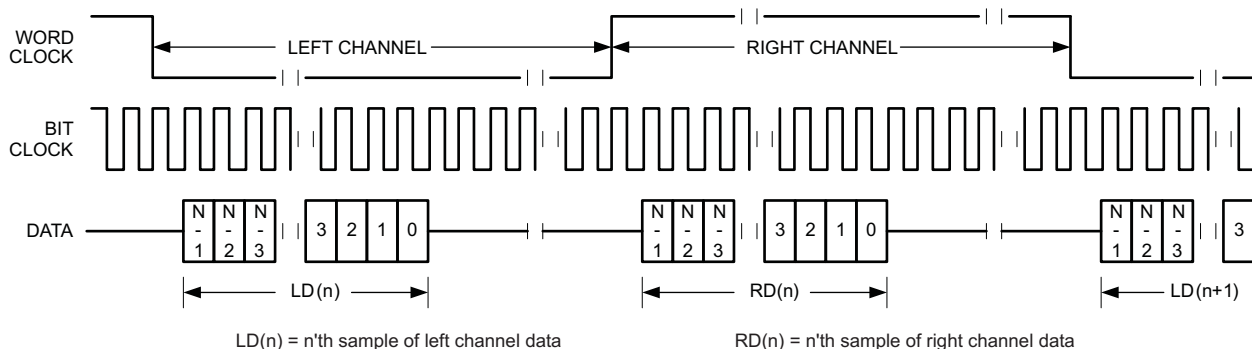 WORD CLOCK
LEFT CHANNEL
RIGHT CHANNEL
BIT CLOCK
DATA
N-1 N-2 N-3 3 2 1 0 N-1 N-2 N-3 3 2 1 0 N-1 N-2 N-3 3
LD(n) RD(n) LD(n+1)
LD(n) = n'th sample of left channel data RD(n) = n'th sample of right channel data